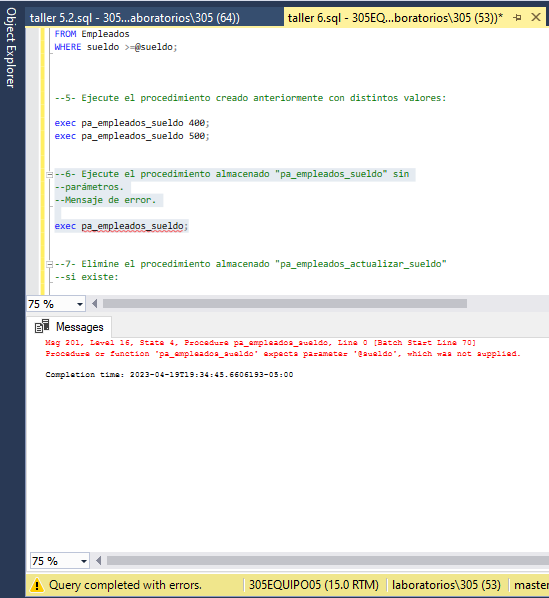 Object Explorer
taller 5.2.sql - 305...aboratorios\305 (64))
taller 6.sql - 305EQ...boratorios\305 (53))*
FROM Empleados
WHERE sueldo >=@sueldo;
--5- Ejecute el procedimiento creado anteriormente con distintos valores:
exec pa_empleados_sueldo 400;
exec pa_empleados_sueldo 500;
--6- Ejecute el procedimiento almacenado "pa_empleados_sueldo" sin
--parámetros.
--Mensaje de error.
exec pa_empleados_sueldo;
--7- Elimine el procedimiento almacenado "pa_empleados_actualizar_sueldo"
--si existe:
75 %
Messages
Msg 201, Level 16, State 4, Procedure pa_empleados_sueldo, Line 0 [Batch Start Line 70]
Procedure or function 'pa_empleados_sueldo' expects parameter '@sueldo', which was not supplied.
Completion time: 2023-04-19T19:34:45.6606193-05:00
75 %
Query completed with errors.
305EQUIPO05 (15.0 RTM)
laboratorios\305 (53)
master